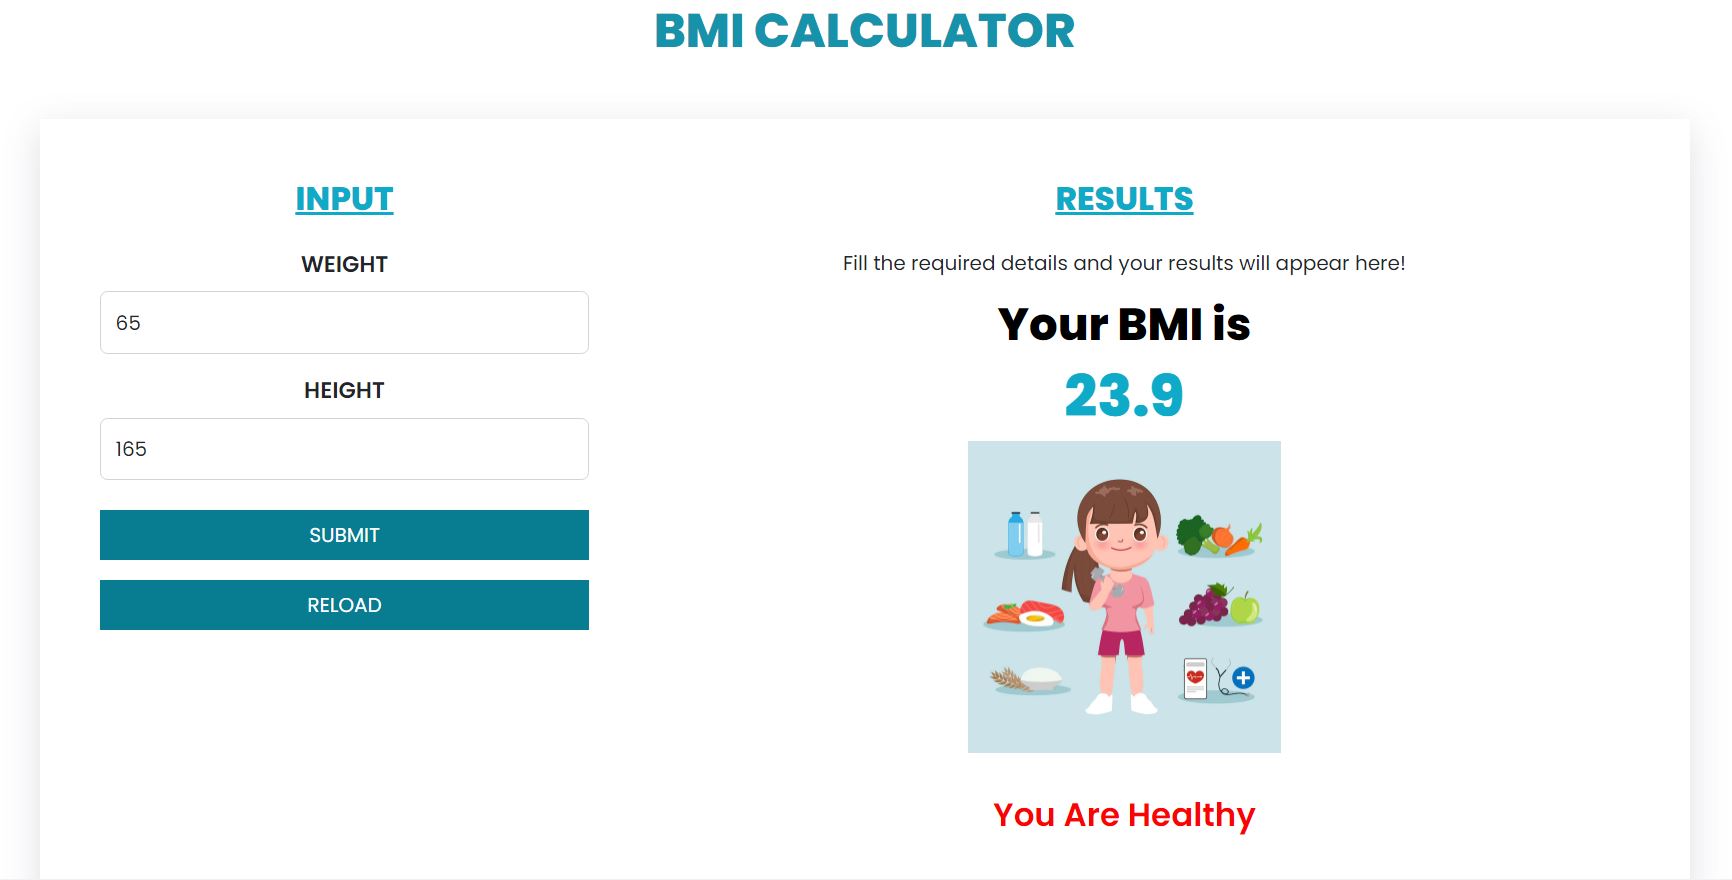 BMI CALCULATOR
INPUT
WEIGHT
65
HEIGHT
165
SUBMIT
RELOAD
RESULTS
Fill the required details and your results will appear here!
Your BMI is
23.9
You Are Healthy